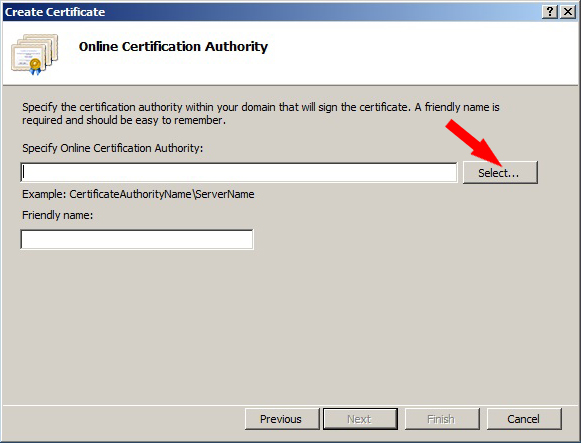 Create Certificate
Online Certification Authority
Specify the certification authority within your domain that will sign the certificate. A friendly name is
required and should be easy to remember.
Specify Online Certification Authority:
Select...
Example: CertificateAuthorityName\ServerName
Friendly name:
Previous Next Finish Cancel